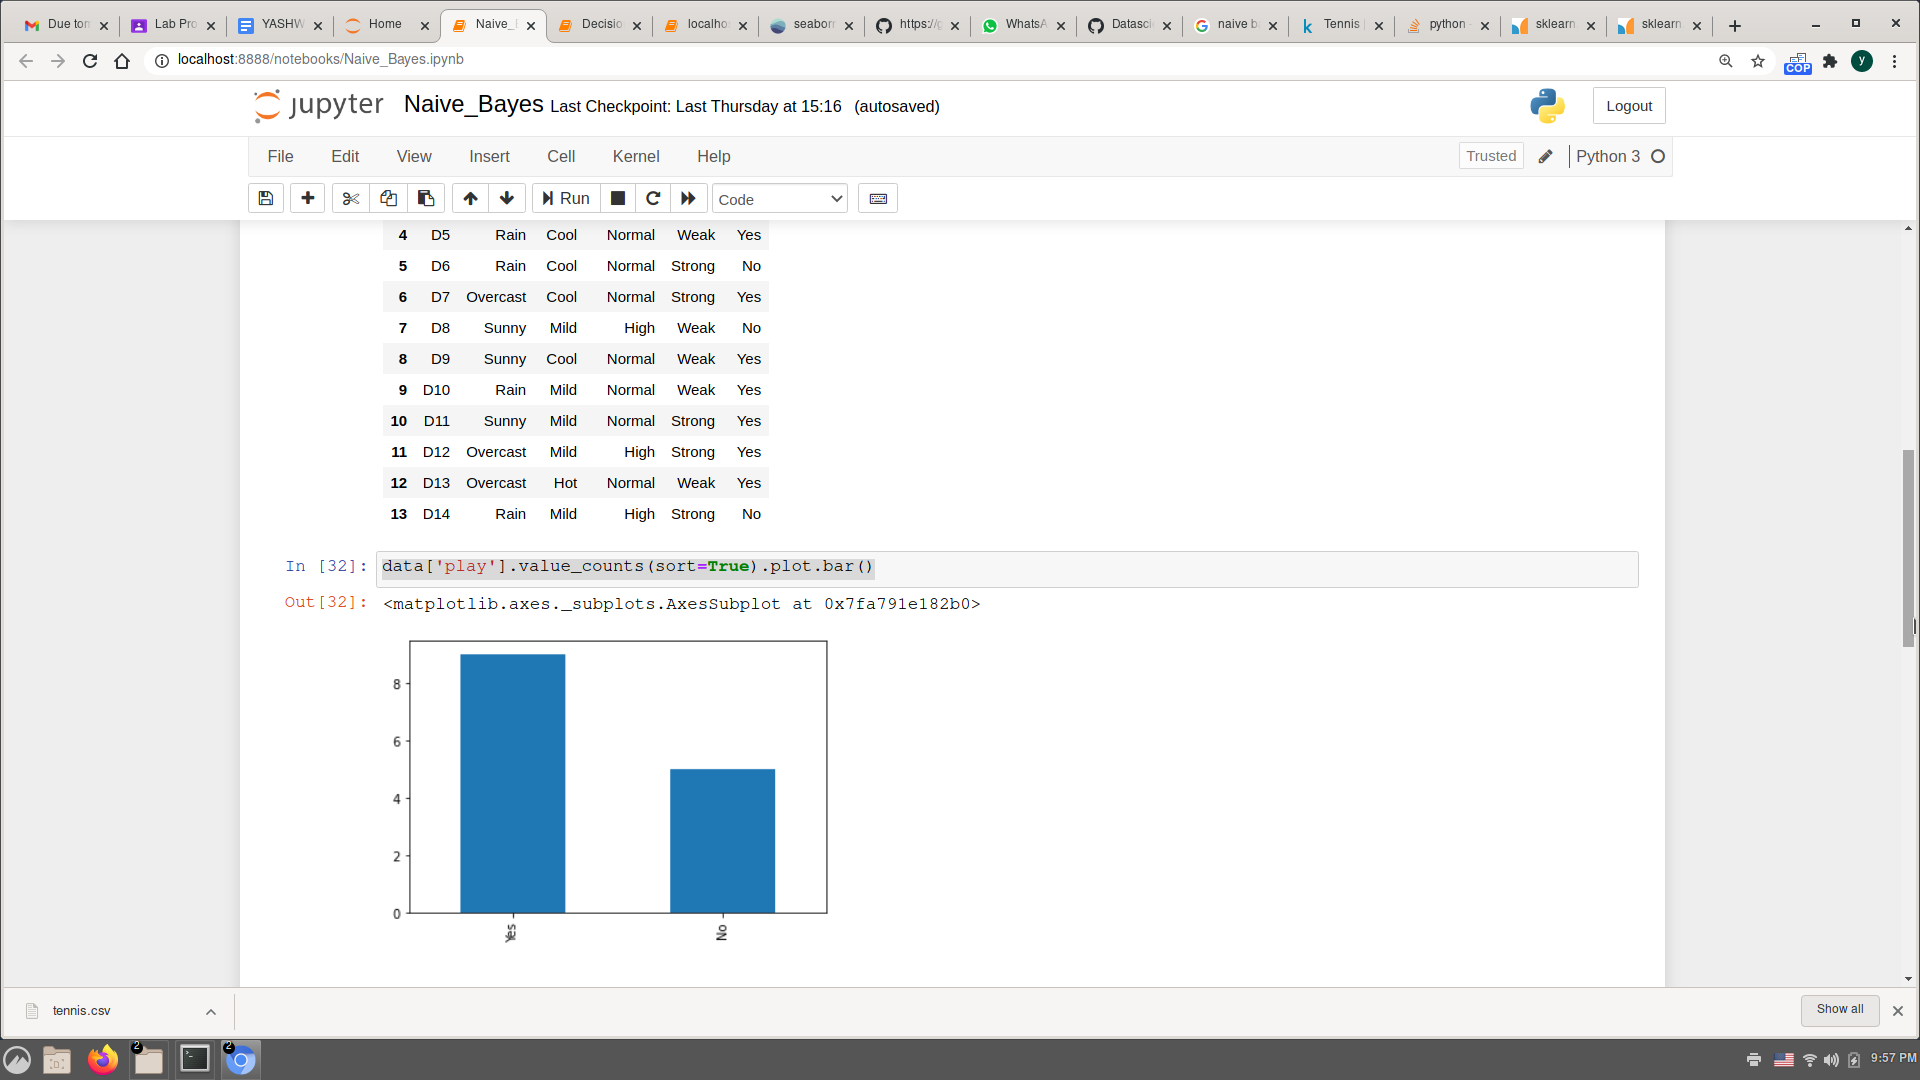 Due ton Lab Pro YASHW Home Naive_ Decisio localho seabor https://g WhatsA Datasci naive b Tennis | python sklearn. sklearn.
localhost:8888/notebooks/Naive_Bayes.ipynb COP y
jupyter Naive_Bayes Last Checkpoint: Last Thursday at 15:16 (autosaved) Logout
File Edit View Insert Cell Kernel Help Trusted Python 3
Run Code
4 D5 Rain Cool Normal Weak Yes
5 D6 Rain Cool Normal Strong No
6 D7 Overcast Cool Normal Strong Yes
7 D8 Sunny Mild High Weak No
8 D9 Sunny Cool Normal Weak Yes
9 D10 Rain Mild Normal Weak Yes
10 D11 Sunny Mild Normal Strong Yes
11 D12 Overcast Mild High Strong Yes
12 D13 Overcast Hot Normal Weak Yes
13 D14 Rain Mild High Strong No
In [32]: data['play'].value_counts(sort=True).plot.bar()
Out[32]: <matplotlib.axes._subplots.AxesSubplot at 0x7fa791e182b0>
8
6
4
2
0
Yes No
tennis.csv Show all
2 2 9:57 PM